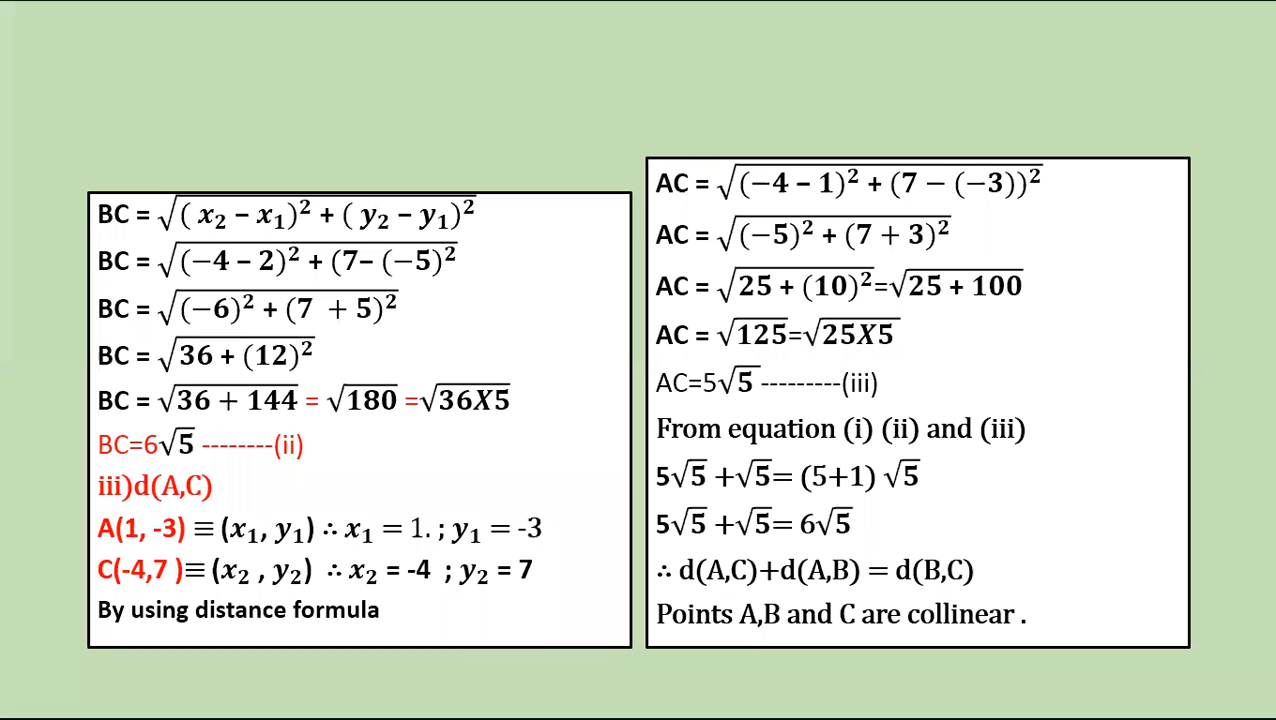 BC = √(( x₂ – x₁)² + ( y₂ – y₁)²)
BC = √((−4 – 2)² + (7– (−5)²)
BC = √((−6)² + (7 + 5)²)
BC = √(36 + (12)²)
BC = √(36 + 144) = √180 =√(36X5)
BC=6√5 --------(ii)
iii)d(A,C)
A(1, -3) ≡ (x₁, y₁) ∴ x₁ = 1. ; y₁ = -3
C(-4,7 )≡ (x₂ , y₂) ∴ x₂ = -4 ; y₂ = 7
By using distance formula
AC = √((−4 – 1)² + (7 − (−3))²)
AC = √((−5)² + (7 + 3)²)
AC = √(25 + (10)²)=√(25 + 100)
AC = √125=√(25X5)
AC=5√5 ---------(iii)
From equation (i) (ii) and (iii)
5√5 +√5= (5+1) √5
5√5 +√5= 6√5
∴ d(A,C)+d(A,B) = d(B,C)
Points A,B and C are collinear .